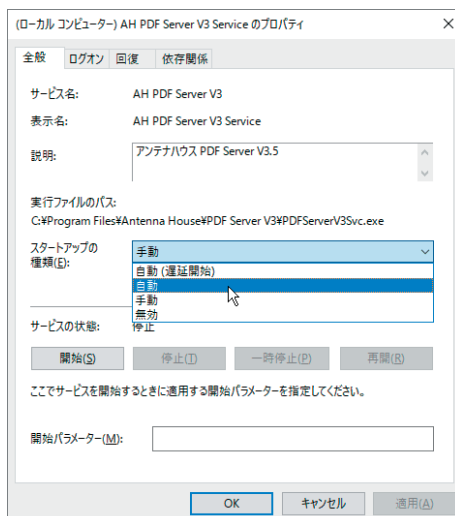 (ローカル コンピューター) AH PDF Server V3 Service のプロパティ
全般 ログオン 回復 依存関係
サービス名: AH PDF Server V3
表示名: AH PDF Server V3 Service
説明: アンテナハウス PDF Server V3.5
実行ファイルのパス:
C:¥Program Files¥Antenna House¥PDF Server V3¥PDFServerV3Svc.exe
スタートアップの
種類(E): 手動
自動 (遅延開始)
自動
手動
無効
サービスの状態: 停止
開始(S) 停止(T) 一時停止(P) 再開(R)
ここでサービスを開始するときに適用する開始パラメーターを指定してください。
開始パラメーター(M):
OK キャンセル 適用(A)